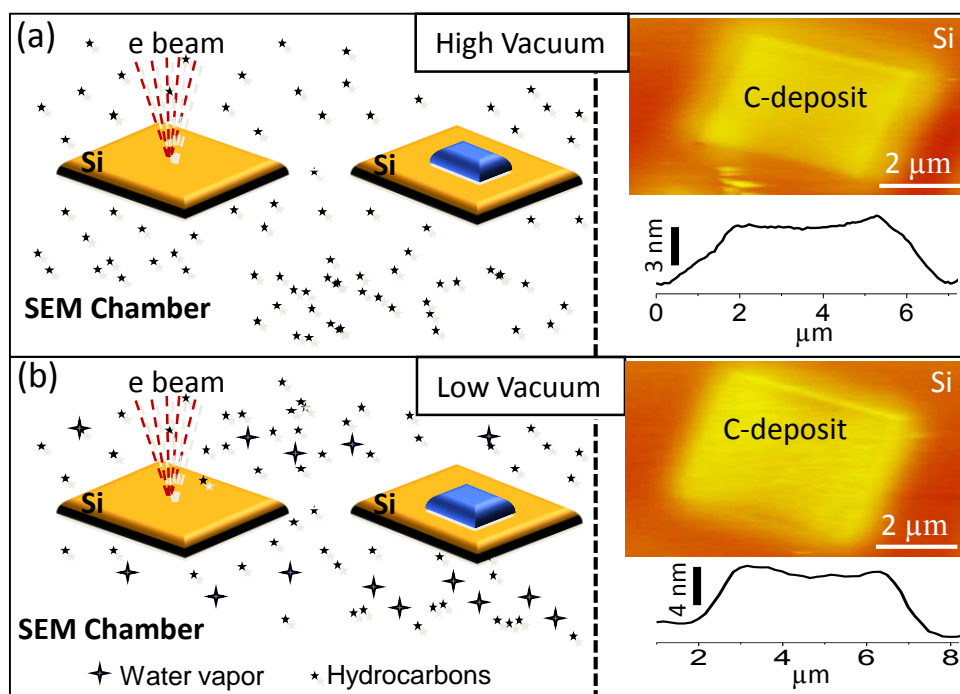 (a)
e beam
High Vacuum
Si
Si
SEM Chamber
Si
C-deposit
2 μm
3 nm
0 2 4 6
μm
(b)
e beam
Low Vacuum
Si
Si
SEM Chamber
Water vapor
Hydrocarbons
Si
C-deposit
2 μm
4 nm
2 4 6 8
μm